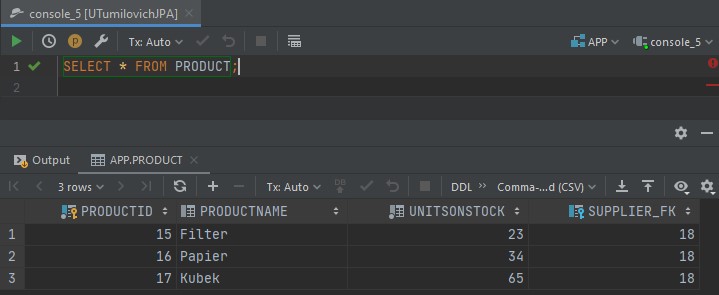 console_5 [UTumilovichJPA]
Tx: Auto
APP
console_5
1 SELECT * FROM PRODUCT;
2
Output
APP.PRODUCT
3 rows
Tx: Auto
DB
DDL
Comma-...d (CSV)
PRODUCTID PRODUCTNAME UNITSONSTOCK SUPPLIER_FK
1 15 Filter 23 18
2 16 Papier 34 18
3 17 Kubek 65 18